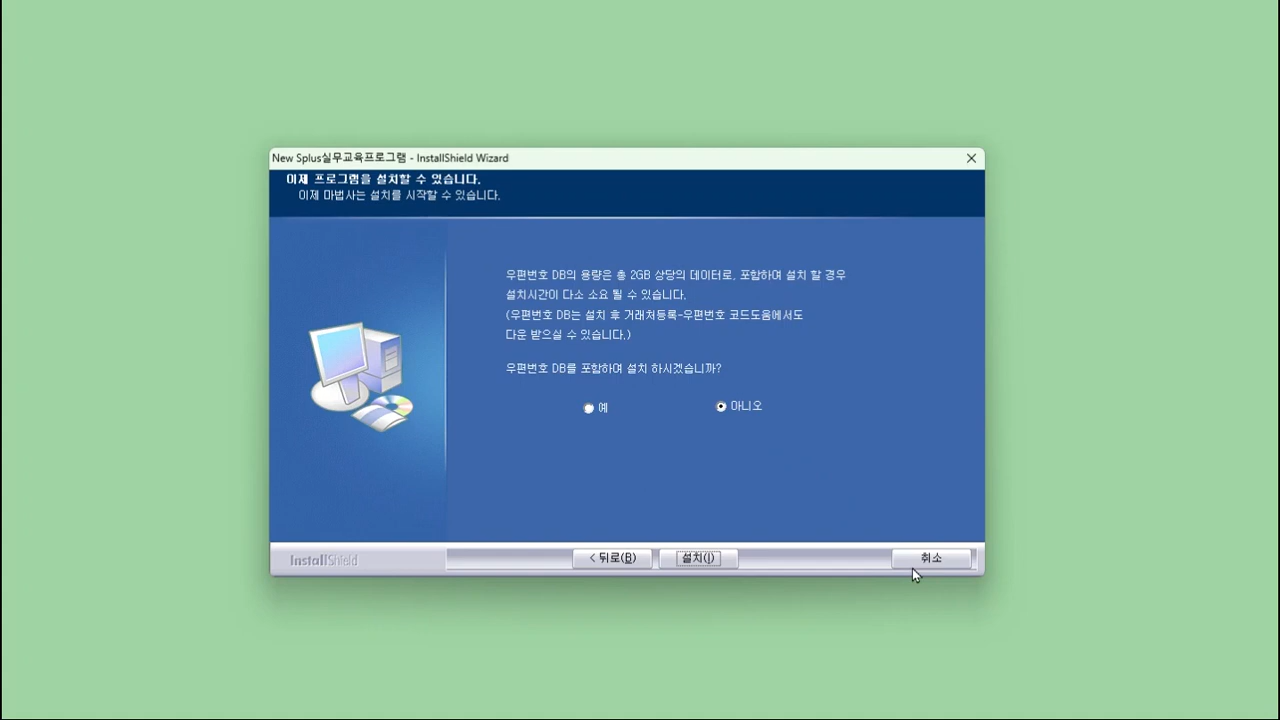 New Splus실무교육프로그램 - InstallShield Wizard
이제 프로그램을 설치할 수 있습니다.
이제 마법사는 설치를 시작할 수 있습니다.
우편번호 DB의 용량은 총 2GB 상당의 데이터로, 포함하여 설치 할 경우
설치시간이 다소 소요 될 수 있습니다.
(우편번호 DB는 설치 후 거래처등록-우편번호 코드도움에서도
다운 받으실 수 있습니다.)
우편번호 DB를 포함하여 설치 하시겠습니까?
예 아니오
InstallShield < 뒤로(B) 설치(I) 취소